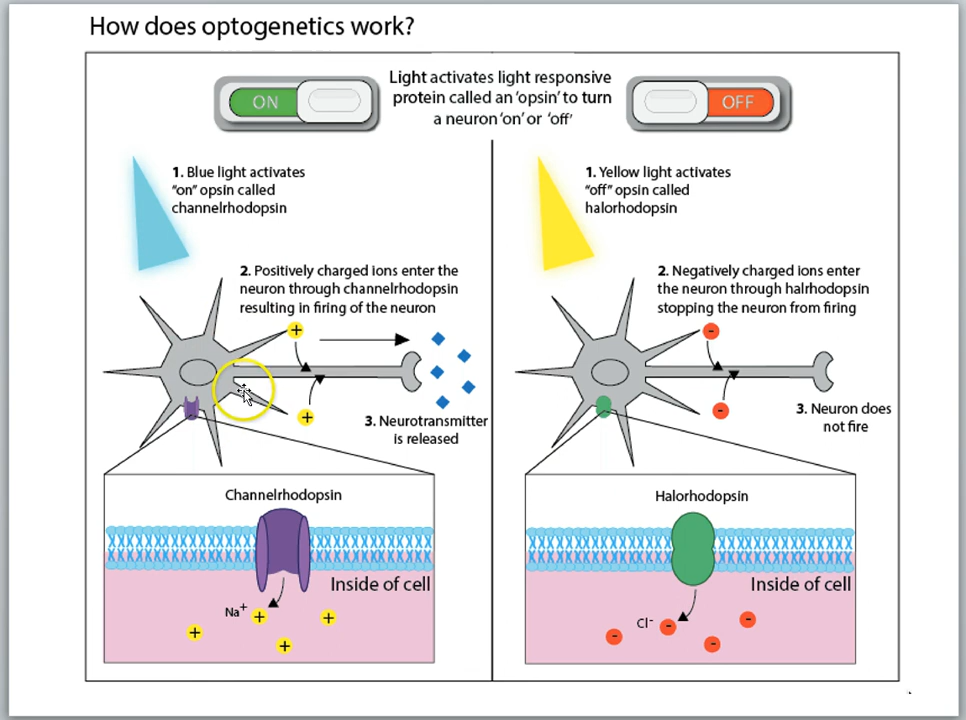 How does optogenetics work?
ON
Light activates light responsive
protein called an 'opsin' to turn
a neuron 'on' or 'off'
OFF
1. Blue light activates
"on" opsin called
channelrhodopsin
2. Positively charged ions enter the
neuron through channelrhodopsin
resulting in firing of the neuron
+
+
3. Neurotransmitter
is released
Channelrhodopsin
Inside of cell
Na+
+
+
+
+
1. Yellow light activates
"off" opsin called
halorhodopsin
2. Negatively charged ions enter
the neuron through halrhodopsin
stopping the neuron from firing
-
-
3. Neuron does
not fire
Halorhodopsin
Inside of cell
Cl-
-
-
-
-